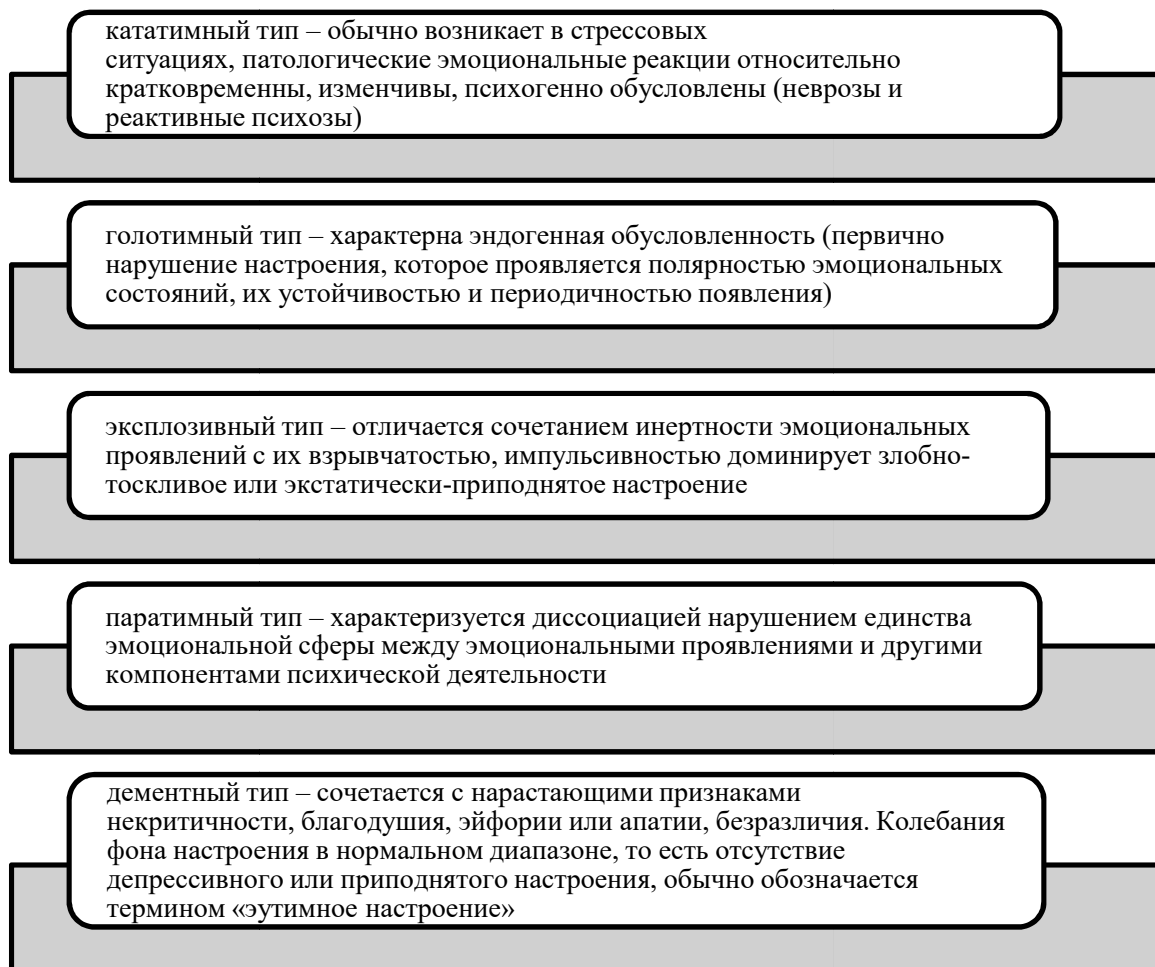 кататимный тип – обычно возникает в стрессовых
ситуациях, патологические эмоциональные реакции относительно
кратковременны, изменчивы, психогенно обусловлены (неврозы и
реактивные психозы)
голотимный тип – характерна эндогенная обусловленность (первично
нарушение настроения, которое проявляется полярностью эмоциональных
состояний, их устойчивостью и периодичностью появления)
эксплозивный тип – отличается сочетанием инертности эмоциональных
проявлений с их взрывчатостью, импульсивностью доминирует злобно-
тоскливое или экстатически-приподнятое настроение
паратимный тип – характеризуется диссоциацией нарушением единства
эмоциональной сферы между эмоциональными проявлениями и другими
компонентами психической деятельности
дементный тип – сочетается с нарастающими признаками
некритичности, благодушия, эйфории или апатии, безразличия. Колебания
фона настроения в нормальном диапазоне, то есть отсутствие
депрессивного или приподнятого настроения, обычно обозначается
термином «эутимное настроение»